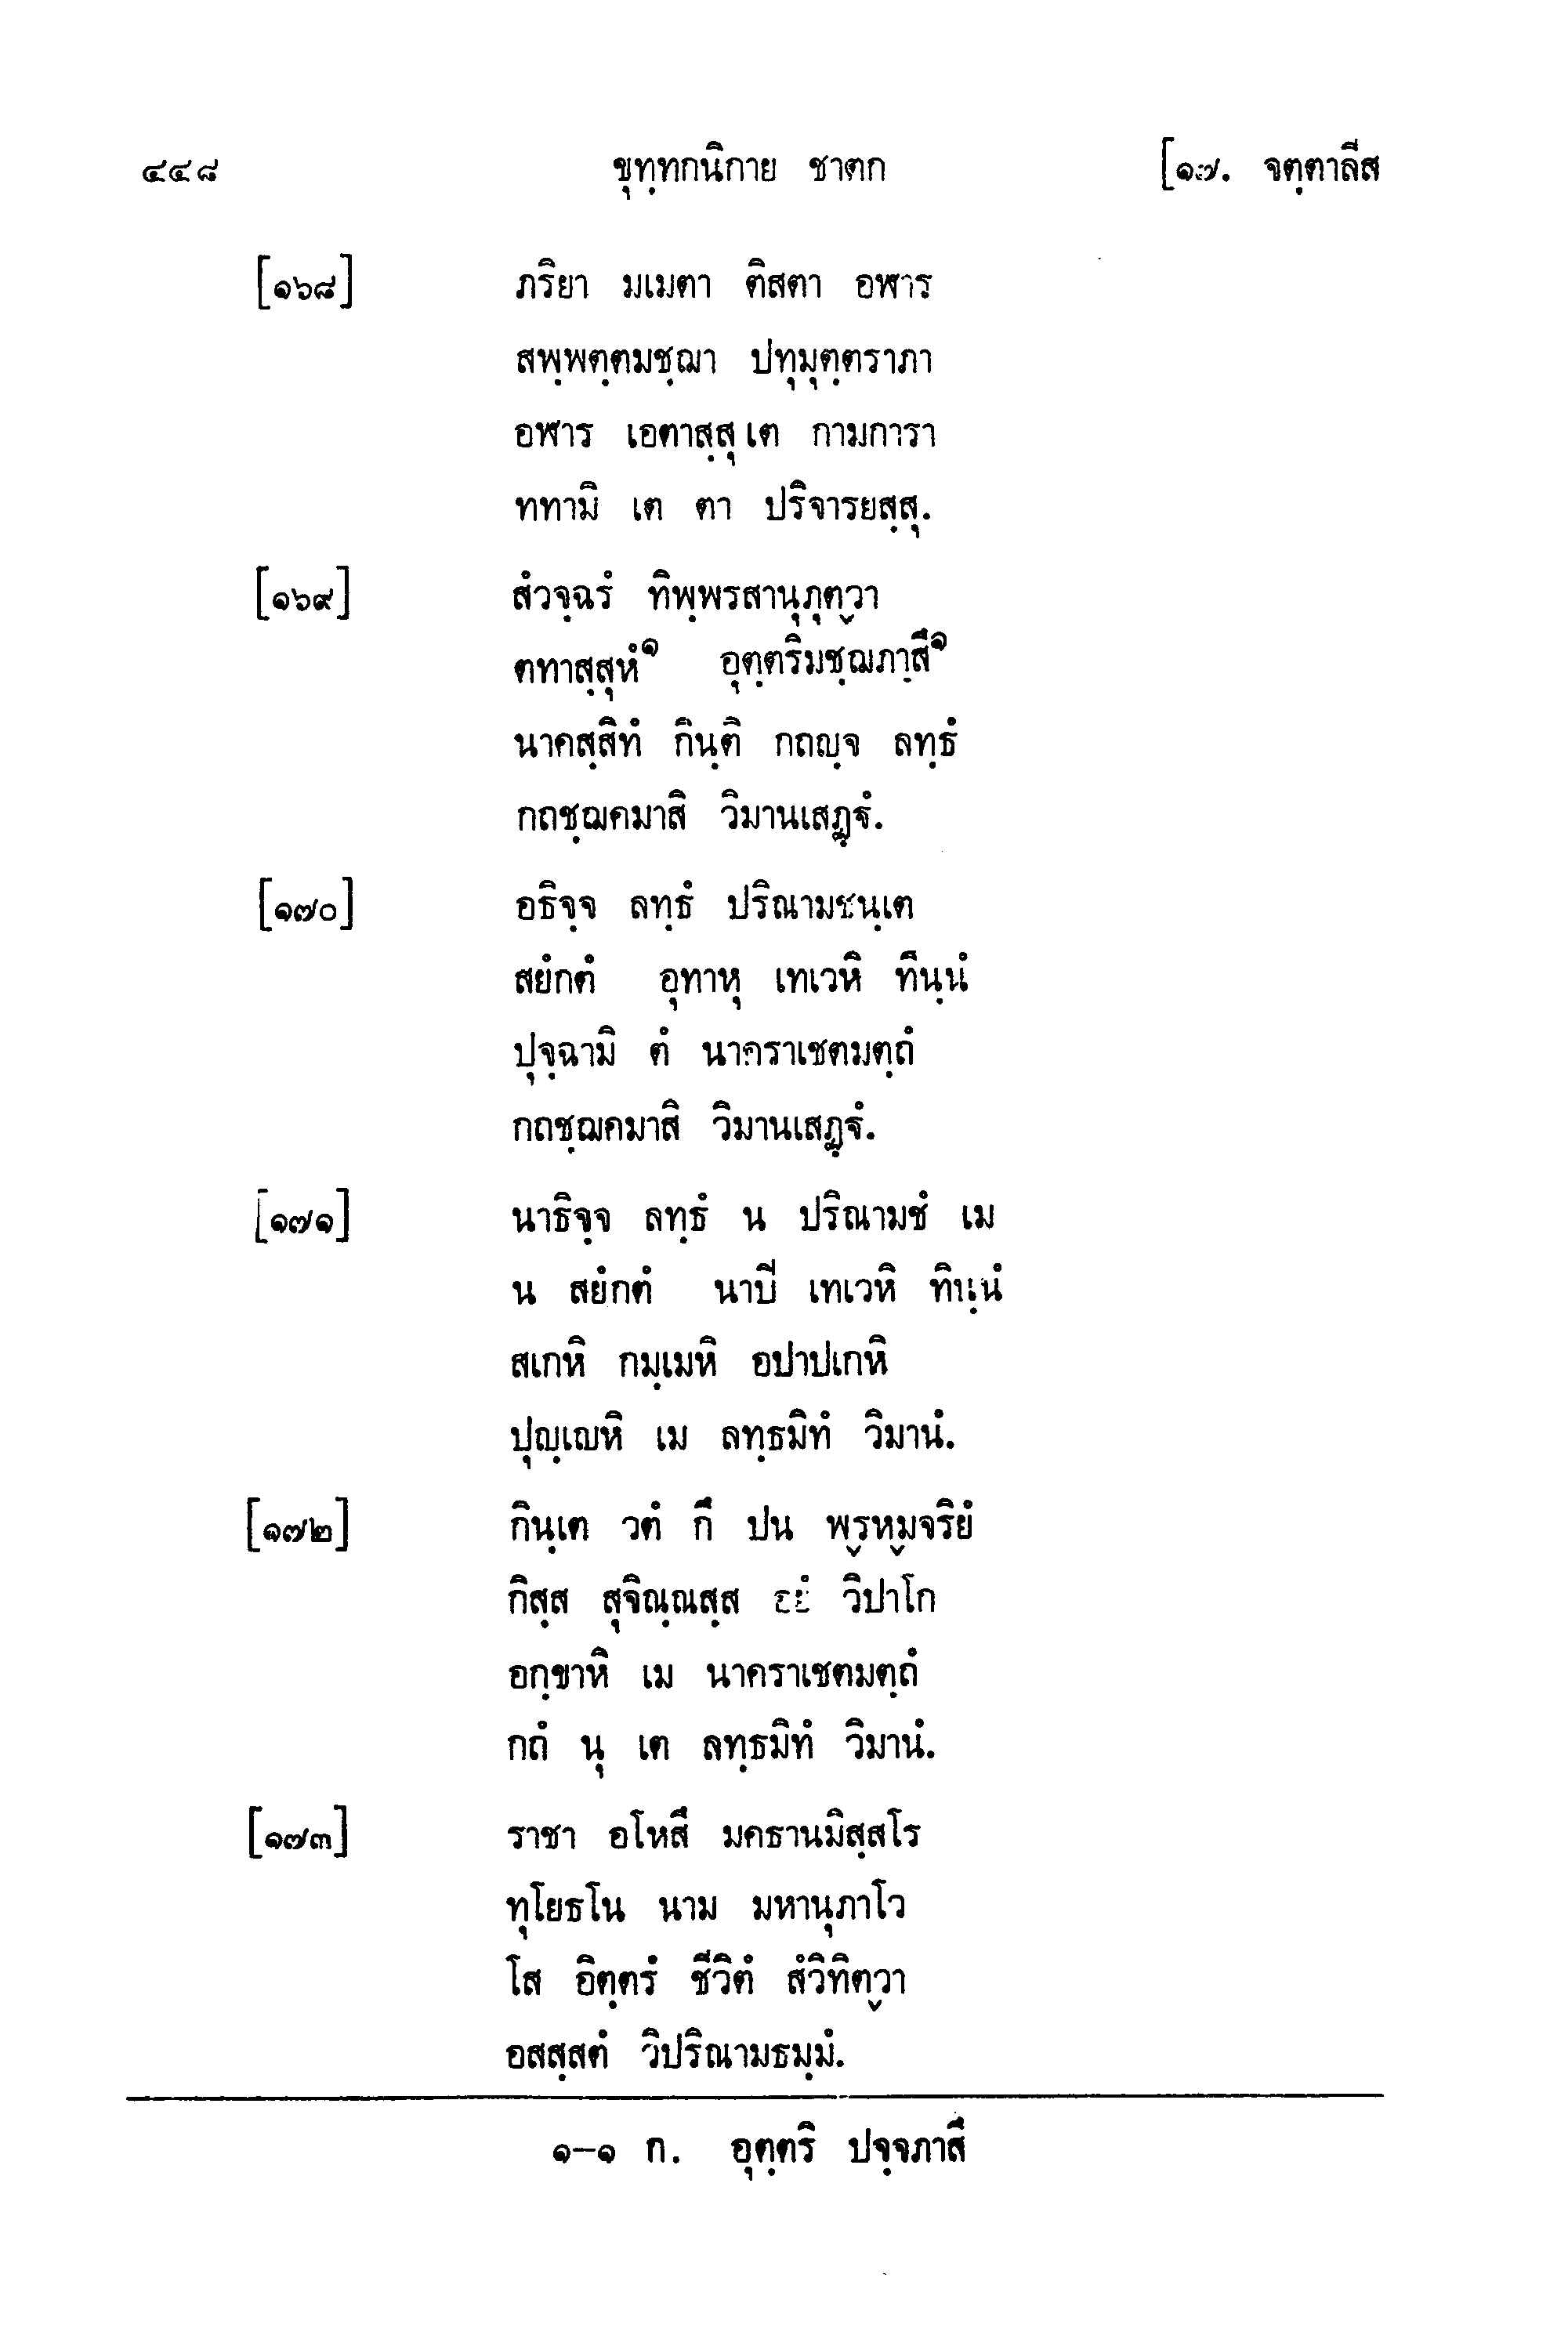 ๔๔๘ ขุทฺทกนิกาย ชาตก [๑๗. จตฺตาลีส
[๑๖๘] ภริยา มเมตา ติสตา อฬาร
สพฺพตฺตมชฺฌา ปทุมุตฺตราภา
อฬาร เอตาสฺสุ เต กามการา
ททามิ เต ตา ปริจารยสฺสุ.
[๑๖๙] สํวจฺฉรํ ทิพฺพรสานุภุตฺวา
ตทาสฺสุหํ๑ อุตฺตริมชฺฌภาสึ๑
นาคสฺสิทํ กินฺติ กถญฺจ ลทฺธํ
กถชฺฌคมาสิ วิมานเสฏฺฐํ.
[๑๗๐] อธิจฺจ ลทฺธํ ปริณามชนฺเต
สยํกตํ อุทาหุ เทเวหิ ทินฺนํ
ปุจฺฉามิ ตํ นาคราเชตมตฺถํ
กถชฺฌคมาสิ วิมานเสฏฺฐํ.
[๑๗๑] นาธิจฺจ ลทฺธํ น ปริณามชํ เม
น สยํกตํ นาปิ เทเวหิ ทินฺนํ
สเกหิ กมฺเมหิ อปาปเกหิ
ปุญฺเญหิ เม ลทฺธมิทํ วิมานํ.
[๑๗๒] กินฺเต วตํ กึ ปน พฺรหฺมจริยํ
กิสฺส สุจิณฺณสฺส อยํ วิปาโก
อกฺขาหิ เม นาคราเชตมตฺถํ
กถํ นุ เต ลทฺธมิทํ วิมานํ.
[๑๗๓] ราชา อโหสึ มคธานมิสฺสโร
ทุโยธโน นาม มหานุภาโว
โส อิตฺตรํ ชีวิตํ สํวิทิตฺวา
อสสฺสตํ วิปริณามธมฺมํ.
๑-๑ ก. อุตฺตริ ปจฺจภาสึ